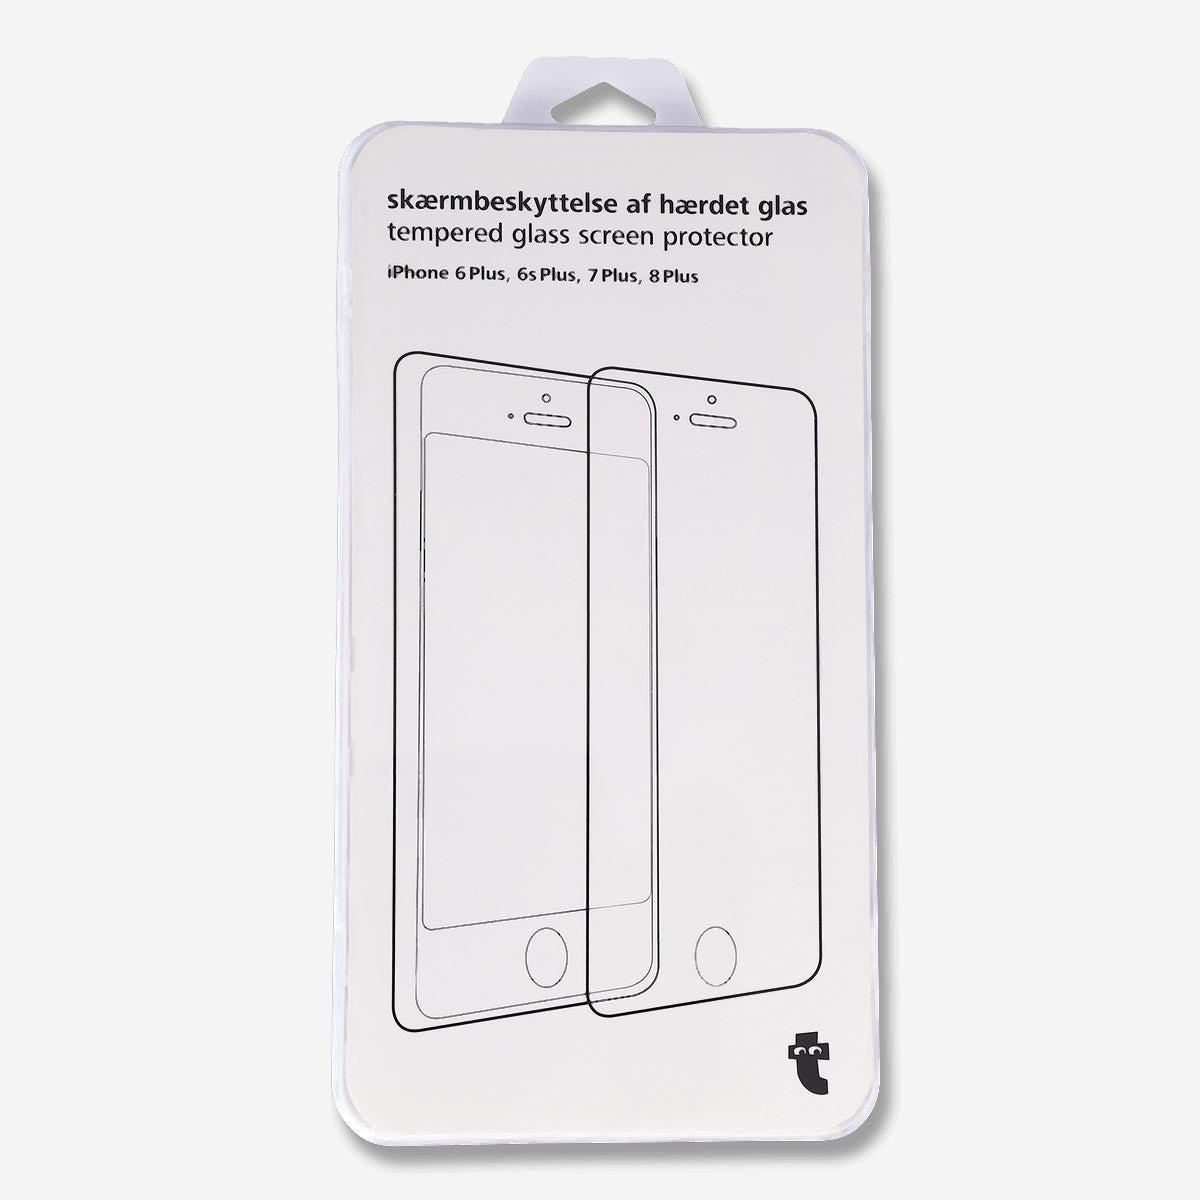 skærmbeskyttelse af hærdet glas
tempered glass screen protector
iPhone 6 Plus, 6s Plus, 7 Plus, 8 Plus
t